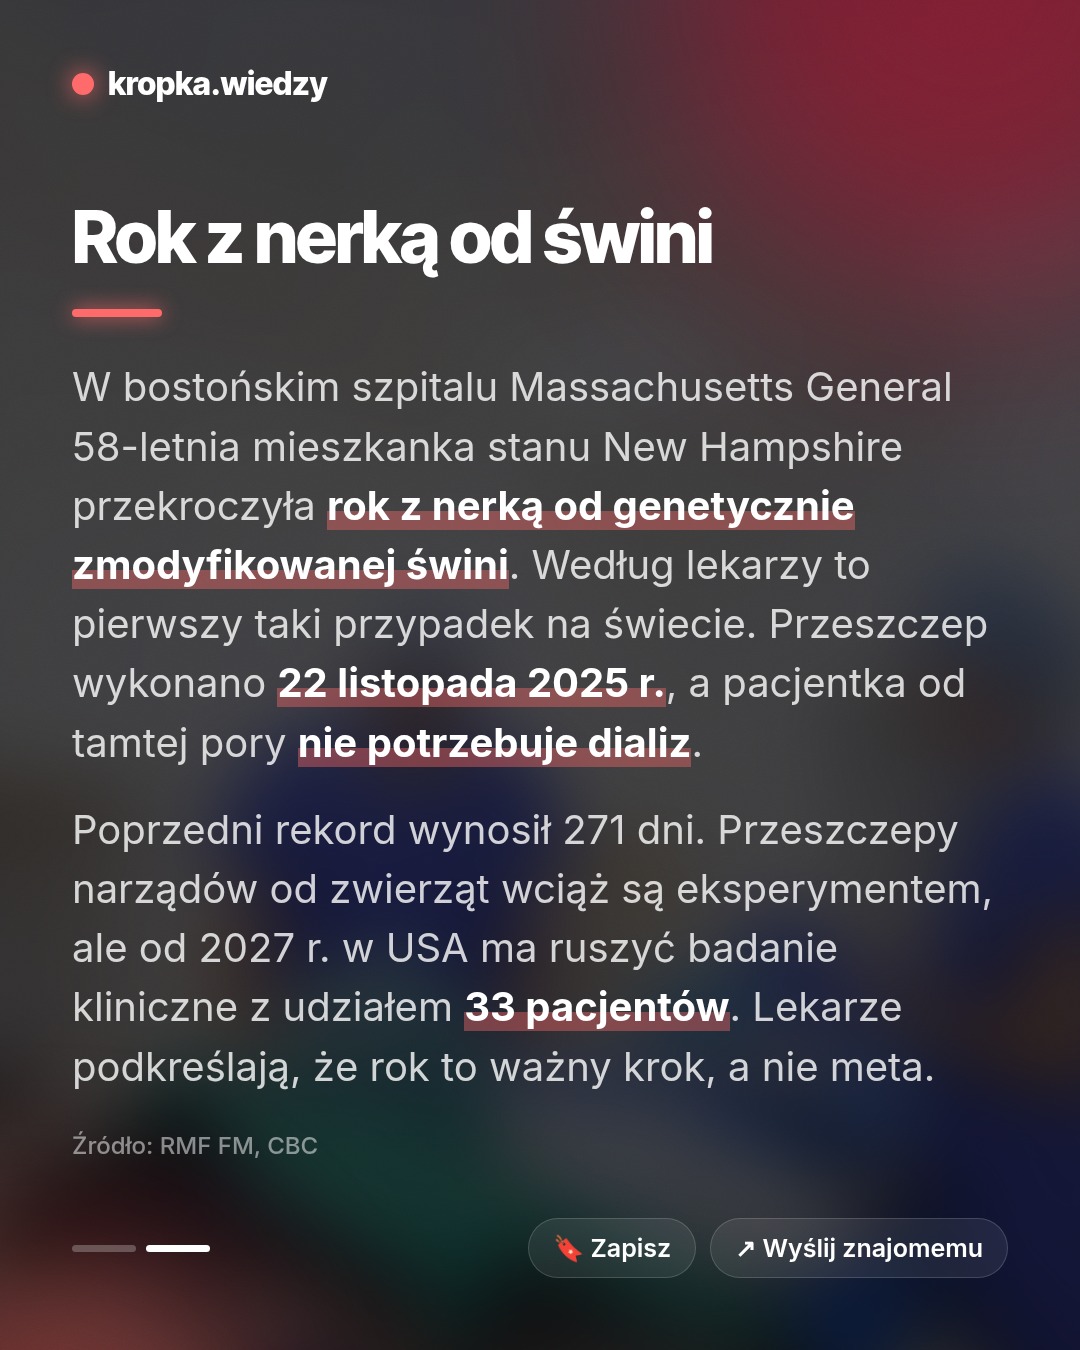 kropka.wiedzy
Rok z nerką od świni
W bostońskim szpitalu Massachusetts General
58-letnia mieszkanka stanu New Hampshire
przekroczyła rok z nerką od genetycznie
zmodyfikowanej świni. Według lekarzy to
pierwszy taki przypadek na świecie. Przeszczep
wykonano 22 listopada 2025 r., a pacjentka od
tamtej pory nie potrzebuje dializ.
Poprzedni rekord wynosił 271 dni. Przeszczepy
narządów od zwierząt wciąż są eksperymentem,
ale od 2027 r. w USA ma ruszyć badanie
kliniczne z udziałem 33 pacjentów. Lekarze
podkreślają, że rok to ważny krok, a nie meta.
Źródło: RMF FM, CBC
🔖 Zapisz
↗ Wyślij znajomemu